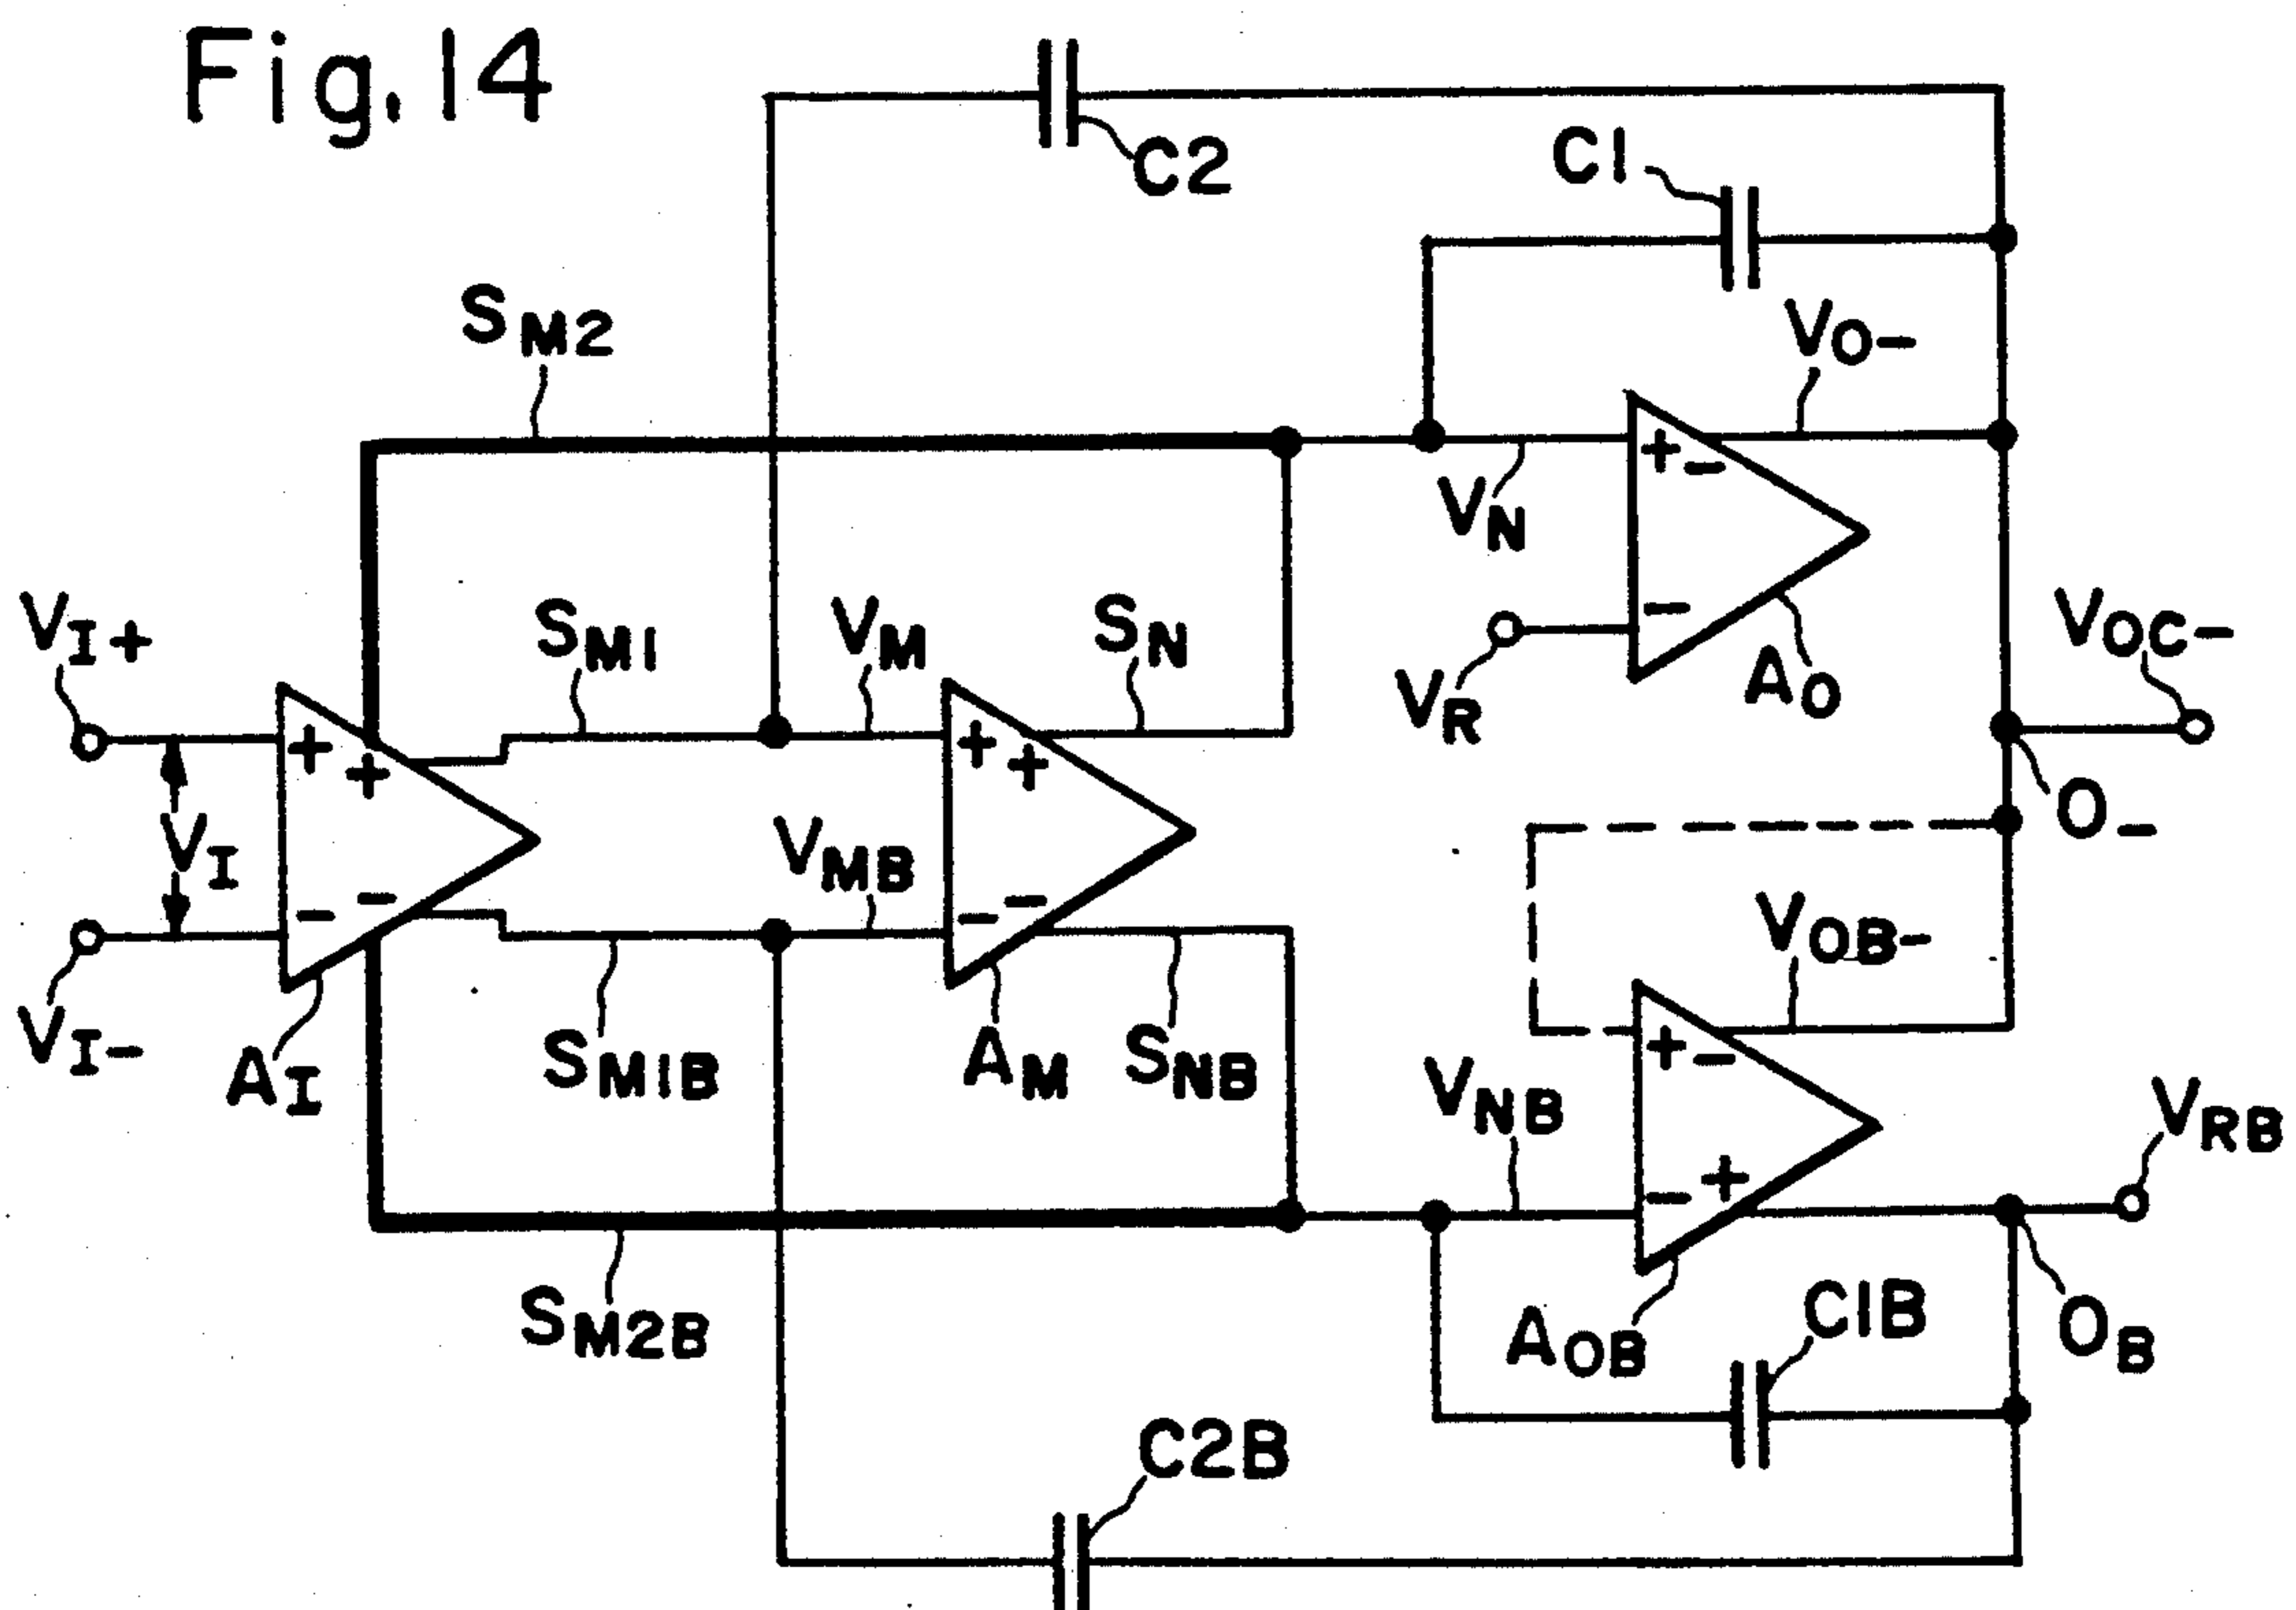 Fig. 14
C2
C1
SM2
VO-
VN
VI+
SM1
VM
SN
VR
AO
VOC-
+ -
-
+ +
+ +
VI
VMB
O-
- -
- -
VOB-
VI-
AI
SM1B
AM
SNB
+ -
VNB
VRB
- +
SM2B
AOB
C1B
OB
C2B